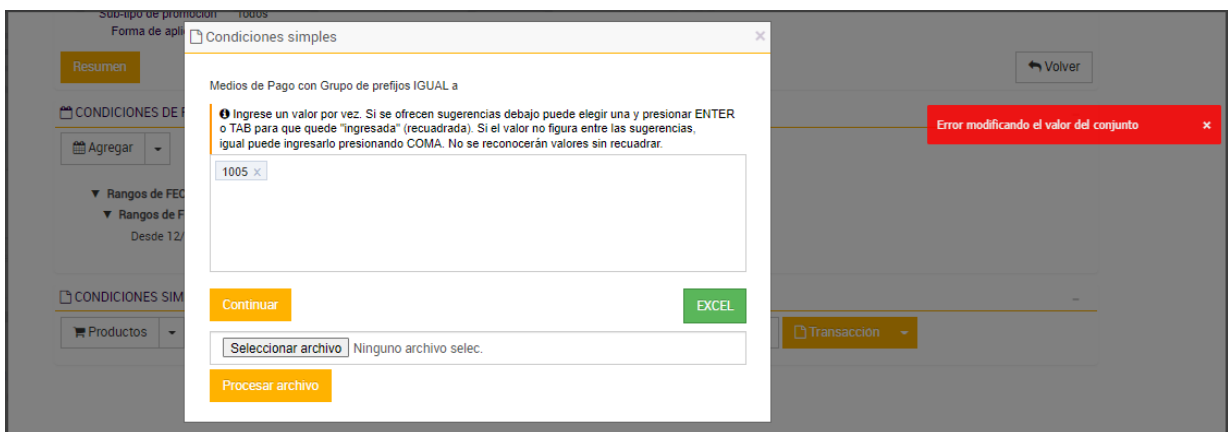 Sub-tipo de promoción Todos
Forma de apli
Condiciones simples ×
Resumen
Volver
Medios de Pago con Grupo de prefijos IGUAL a
CONDICIONES DE F
Ingrese un valor por vez. Si se ofrecen sugerencias debajo puede elegir una y presionar ENTER
o TAB para que quede "ingresada" (recuadrada). Si el valor no figura entre las sugerencias,
igual puede ingresarlo presionando COMA. No se reconocerán valores sin recuadrar.
Error modificando el valor del conjunto ×
Agregar
1005 ×
Rangos de FEC
Rangos de F
Desde 12/
CONDICIONES SIM
Continuar
EXCEL
Productos
Transacción
Seleccionar archivo Ninguno archivo selec.
Procesar archivo